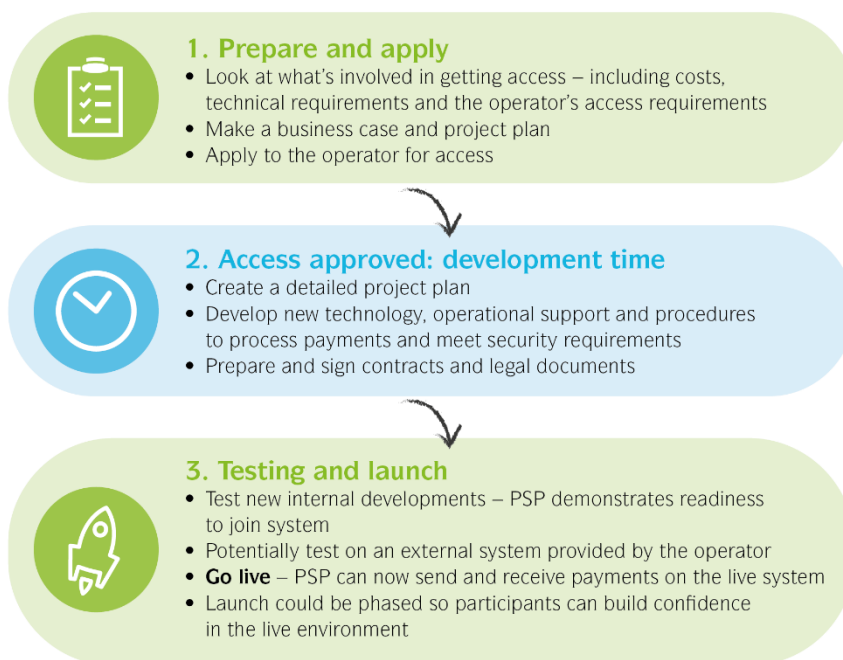 1. Prepare and apply
• Look at what's involved in getting access – including costs,
technical requirements and the operator's access requirements
• Make a business case and project plan
• Apply to the operator for access
2. Access approved: development time
• Create a detailed project plan
• Develop new technology, operational support and procedures
to process payments and meet security requirements
• Prepare and sign contracts and legal documents
3. Testing and launch
• Test new internal developments – PSP demonstrates readiness
to join system
• Potentially test on an external system provided by the operator
• Go live – PSP can now send and receive payments on the live system
• Launch could be phased so participants can build confidence
in the live environment